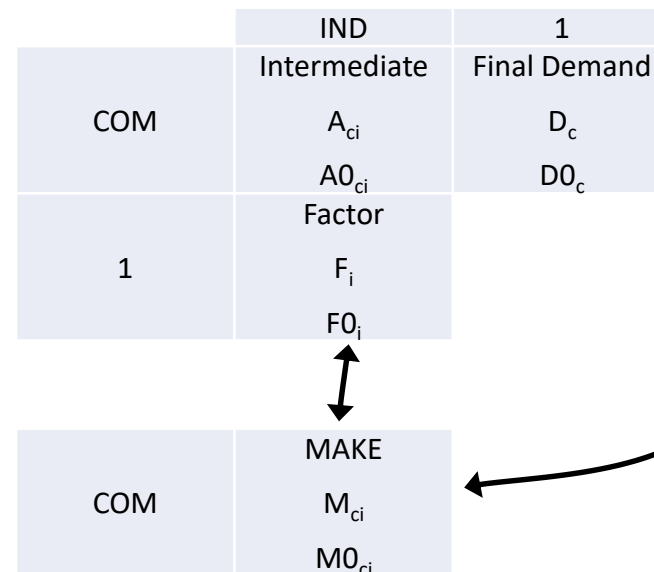 IND 1
Intermediate Final Demand
COM A_ci D_c
A0_ci D0_c
Factor
1 F_i
F0_i
MAKE
COM M_ci
M0_ci